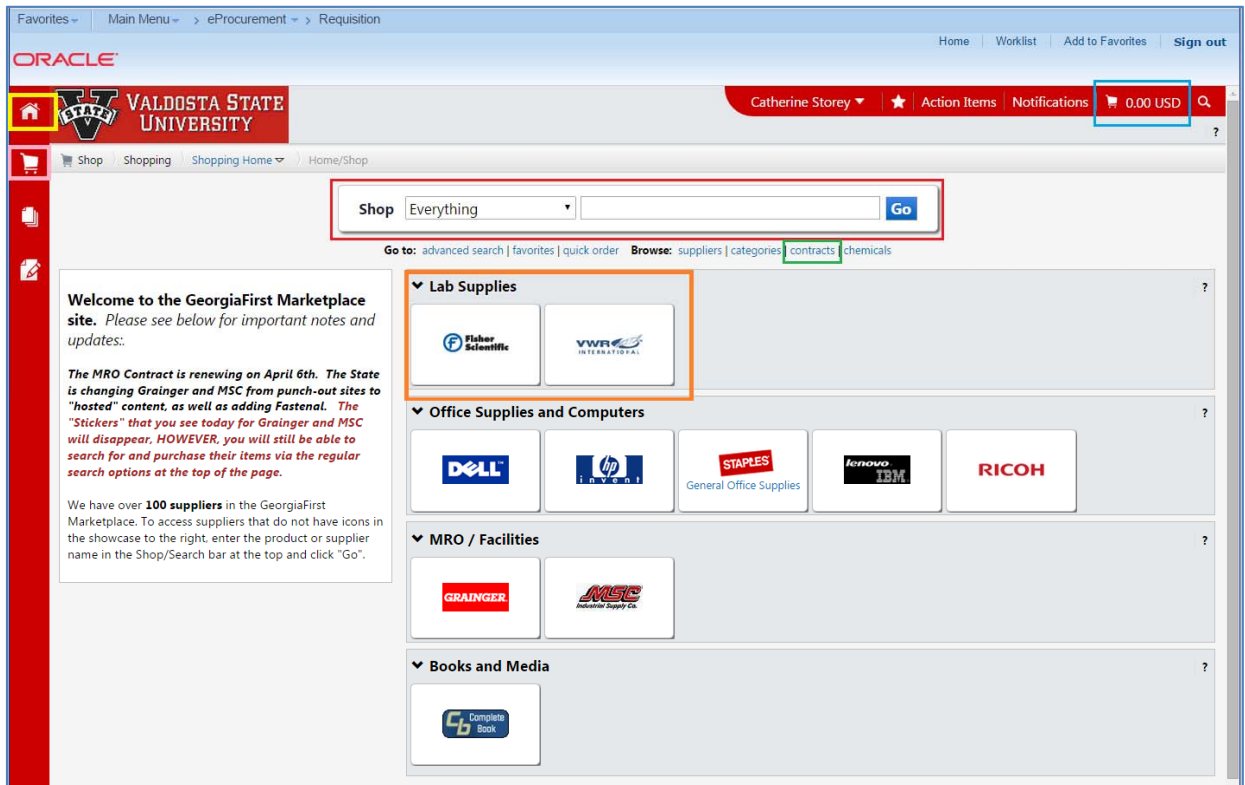 Favorites Main Menu > eProcurement > Requisition
Home Worklist Add to Favorites Sign out
ORACLE
STATE
V
VALDOSTA STATE
UNIVERSITY
Catherine Storey Action Items Notifications 0.00 USD
?
Shop Shopping Shopping Home Home/Shop
Shop Everything Go
Go to: advanced search | favorites | quick order Browse: suppliers | categories | contracts | chemicals
Welcome to the GeorgiaFirst Marketplace
site. Please see below for important notes and
updates:.
The MRO Contract is renewing on April 6th. The State
is changing Grainger and MSC from punch-out sites to
"hosted" content, as well as adding Fastenal. The
"Stickers" that you see today for Grainger and MSC
will disappear, HOWEVER, you will still be able to
search for and purchase their items via the regular
search options at the top of the page.
We have over 100 suppliers in the GeorgiaFirst
Marketplace. To access suppliers that do not have icons in
the showcase to the right, enter the product or supplier
name in the Shop/Search bar at the top and click "Go".
Lab Supplies ?
Fisher
Scientific
VWR
INTERNATIONAL
Office Supplies and Computers ?
DELL
hp
invent
STAPLES
General Office Supplies
lenovo
IBM
RICOH
MRO / Facilities ?
GRAINGER
MSC
Industrial Supply Co.
Books and Media ?
Cb Complete
Book